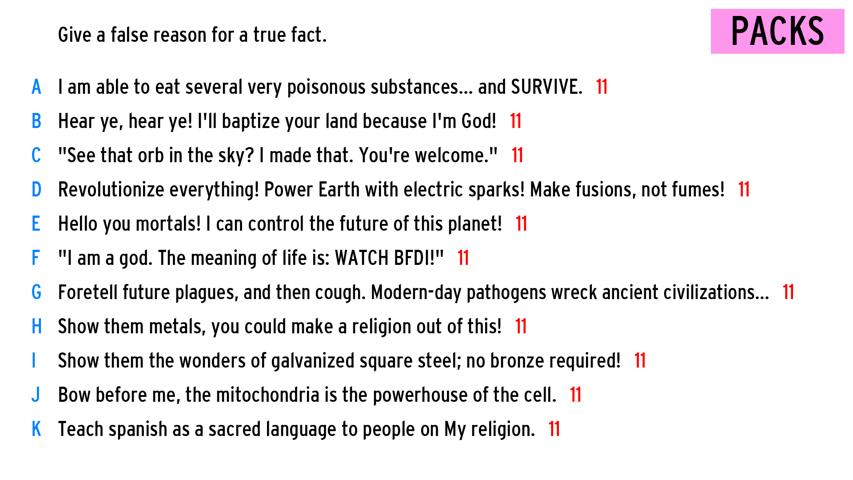 Give a false reason for a true fact.
PACKS
A I am able to eat several very poisonous substances... and SURVIVE. 11
B Hear ye, hear ye! I'll baptize your land because I'm God! 11
C "See that orb in the sky? I made that. You're welcome." 11
D Revolutionize everything! Power Earth with electric sparks! Make fusions, not fumes! 11
E Hello you mortals! I can control the future of this planet! 11
F "I am a god. The meaning of life is: WATCH BFDI!" 11
G Foretell future plagues, and then cough. Modern-day pathogens wreck ancient civilizations... 11
H Show them metals, you could make a religion out of this! 11
I Show them the wonders of galvanized square steel; no bronze required! 11
J Bow before me, the mitochondria is the powerhouse of the cell. 11
K Teach spanish as a sacred language to people on My religion. 11